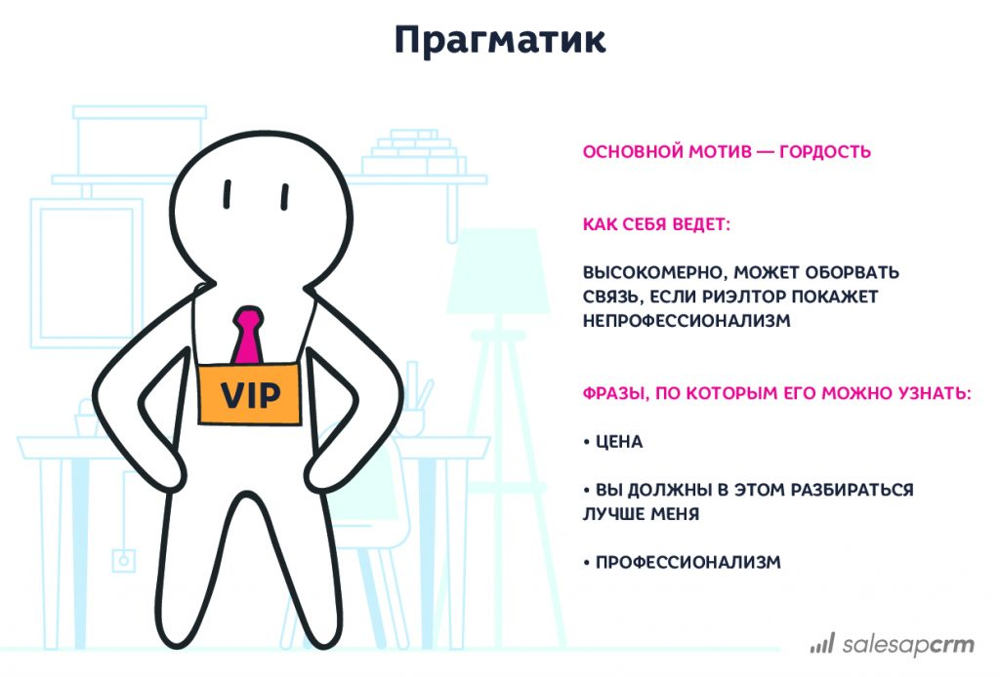 Прагматик
ОСНОВНОЙ МОТИВ — ГОРДОСТЬ
КАК СЕБЯ ВЕДЕТ:
ВЫСОКОМЕРНО, МОЖЕТ ОБОРВАТЬ
СВЯЗЬ, ЕСЛИ РИЭЛТОР ПОКАЖЕТ
НЕПРОФЕССИОНАЛИЗМ
VIP
ФРАЗЫ, ПО КОТОРЫМ ЕГО МОЖНО УЗНАТЬ:
• ЦЕНА
• ВЫ ДОЛЖНЫ В ЭТОМ РАЗБИРАТЬСЯ
ЛУЧШЕ МЕНЯ
• ПРОФЕССИОНАЛИЗМ
salesapcrm